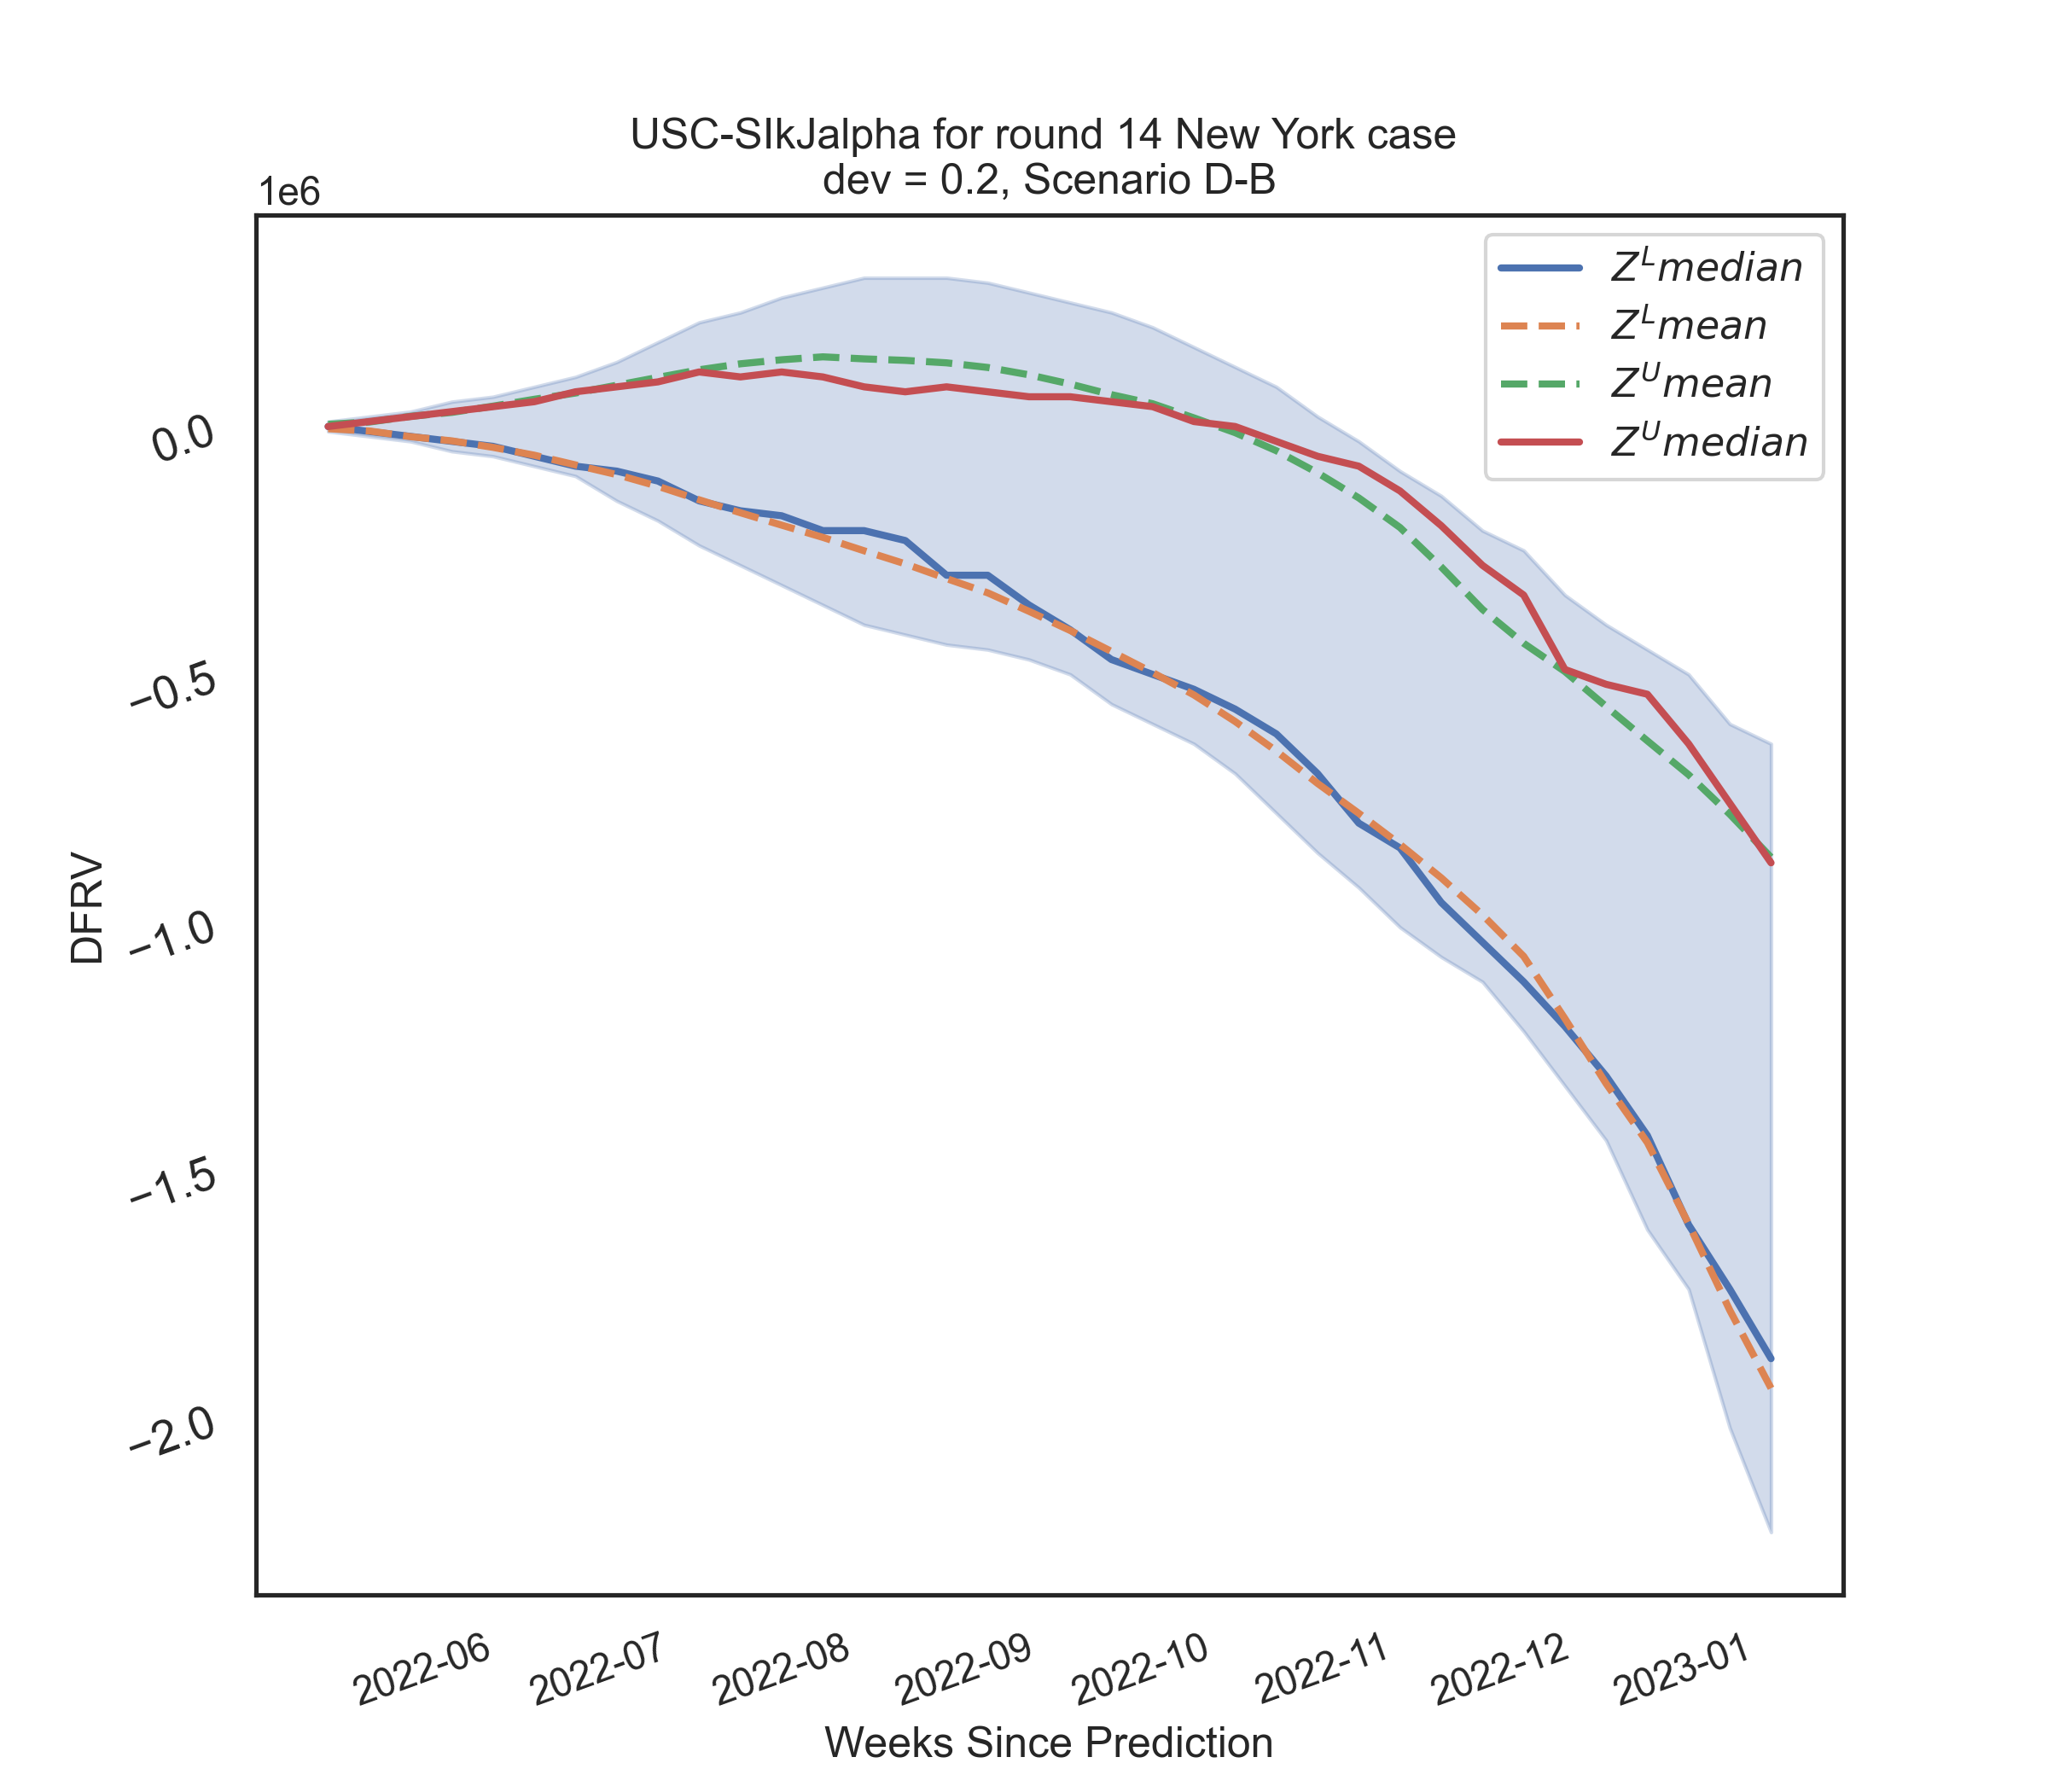 USC-SIkJalpha for round 14 New York case
dev = 0.2, Scenario D-B
1e6
Z^L median
Z^L mean
Z^U mean
Z^U median
0.0
−0.5
−1.0
−1.5
−2.0
DFRV
2022-06
2022-07
2022-08
2022-09
2022-10
2022-11
2022-12
2023-01
Weeks Since Prediction